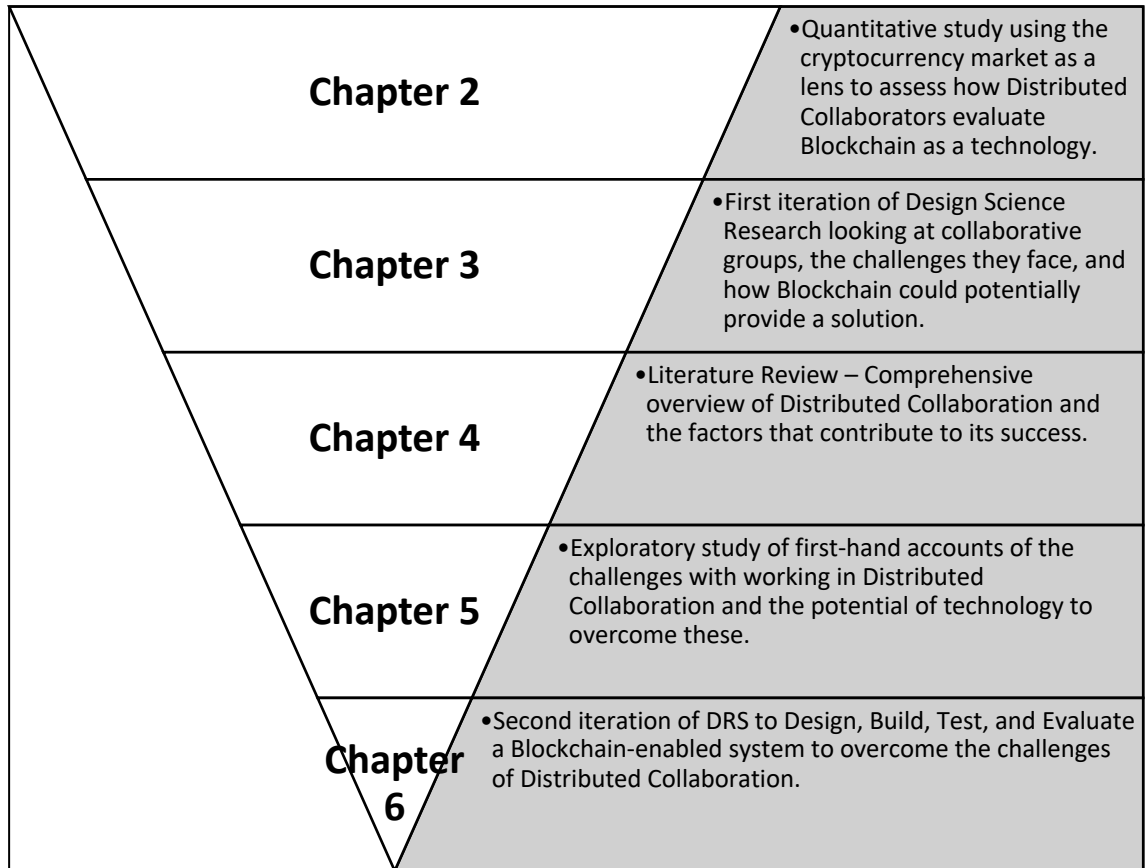 Chapter 2
•Quantitative study using the
cryptocurrency market as a
lens to assess how Distributed
Collaborators evaluate
Blockchain as a technology.
Chapter 3
•First iteration of Design Science
Research looking at collaborative
groups, the challenges they face, and
how Blockchain could potentially
provide a solution.
Chapter 4
•Literature Review – Comprehensive
overview of Distributed Collaboration and
the factors that contribute to its success.
Chapter 5
•Exploratory study of first-hand accounts of the
challenges with working in Distributed
Collaboration and the potential of technology to
overcome these.
Chapter
6
•Second iteration of DRS to Design, Build, Test, and Evaluate
a Blockchain-enabled system to overcome the challenges
of Distributed Collaboration.